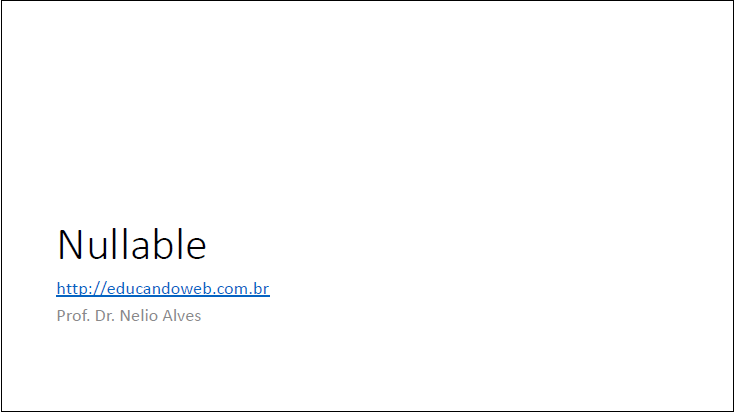 Nullable
http://educandoweb.com.br
Prof. Dr. Nelio Alves